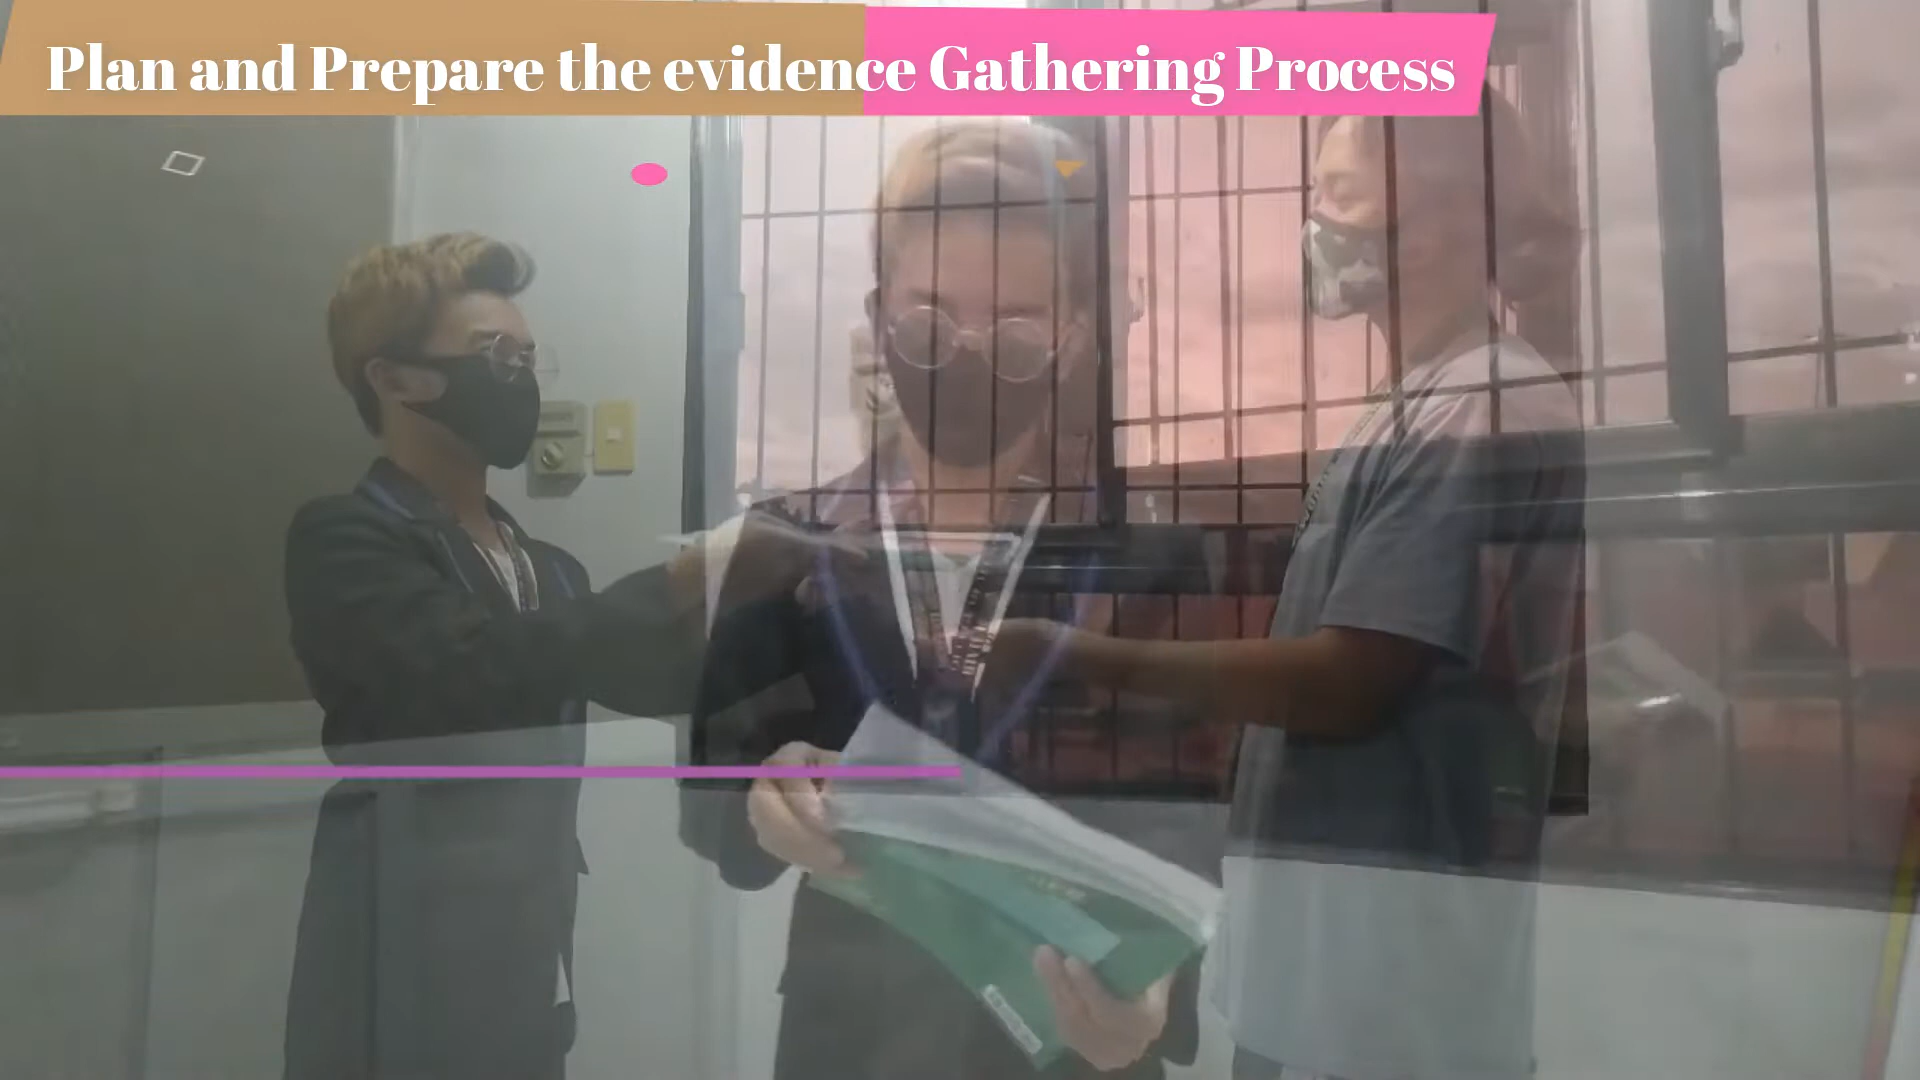 Plan and Prepare the evidence Gathering Process